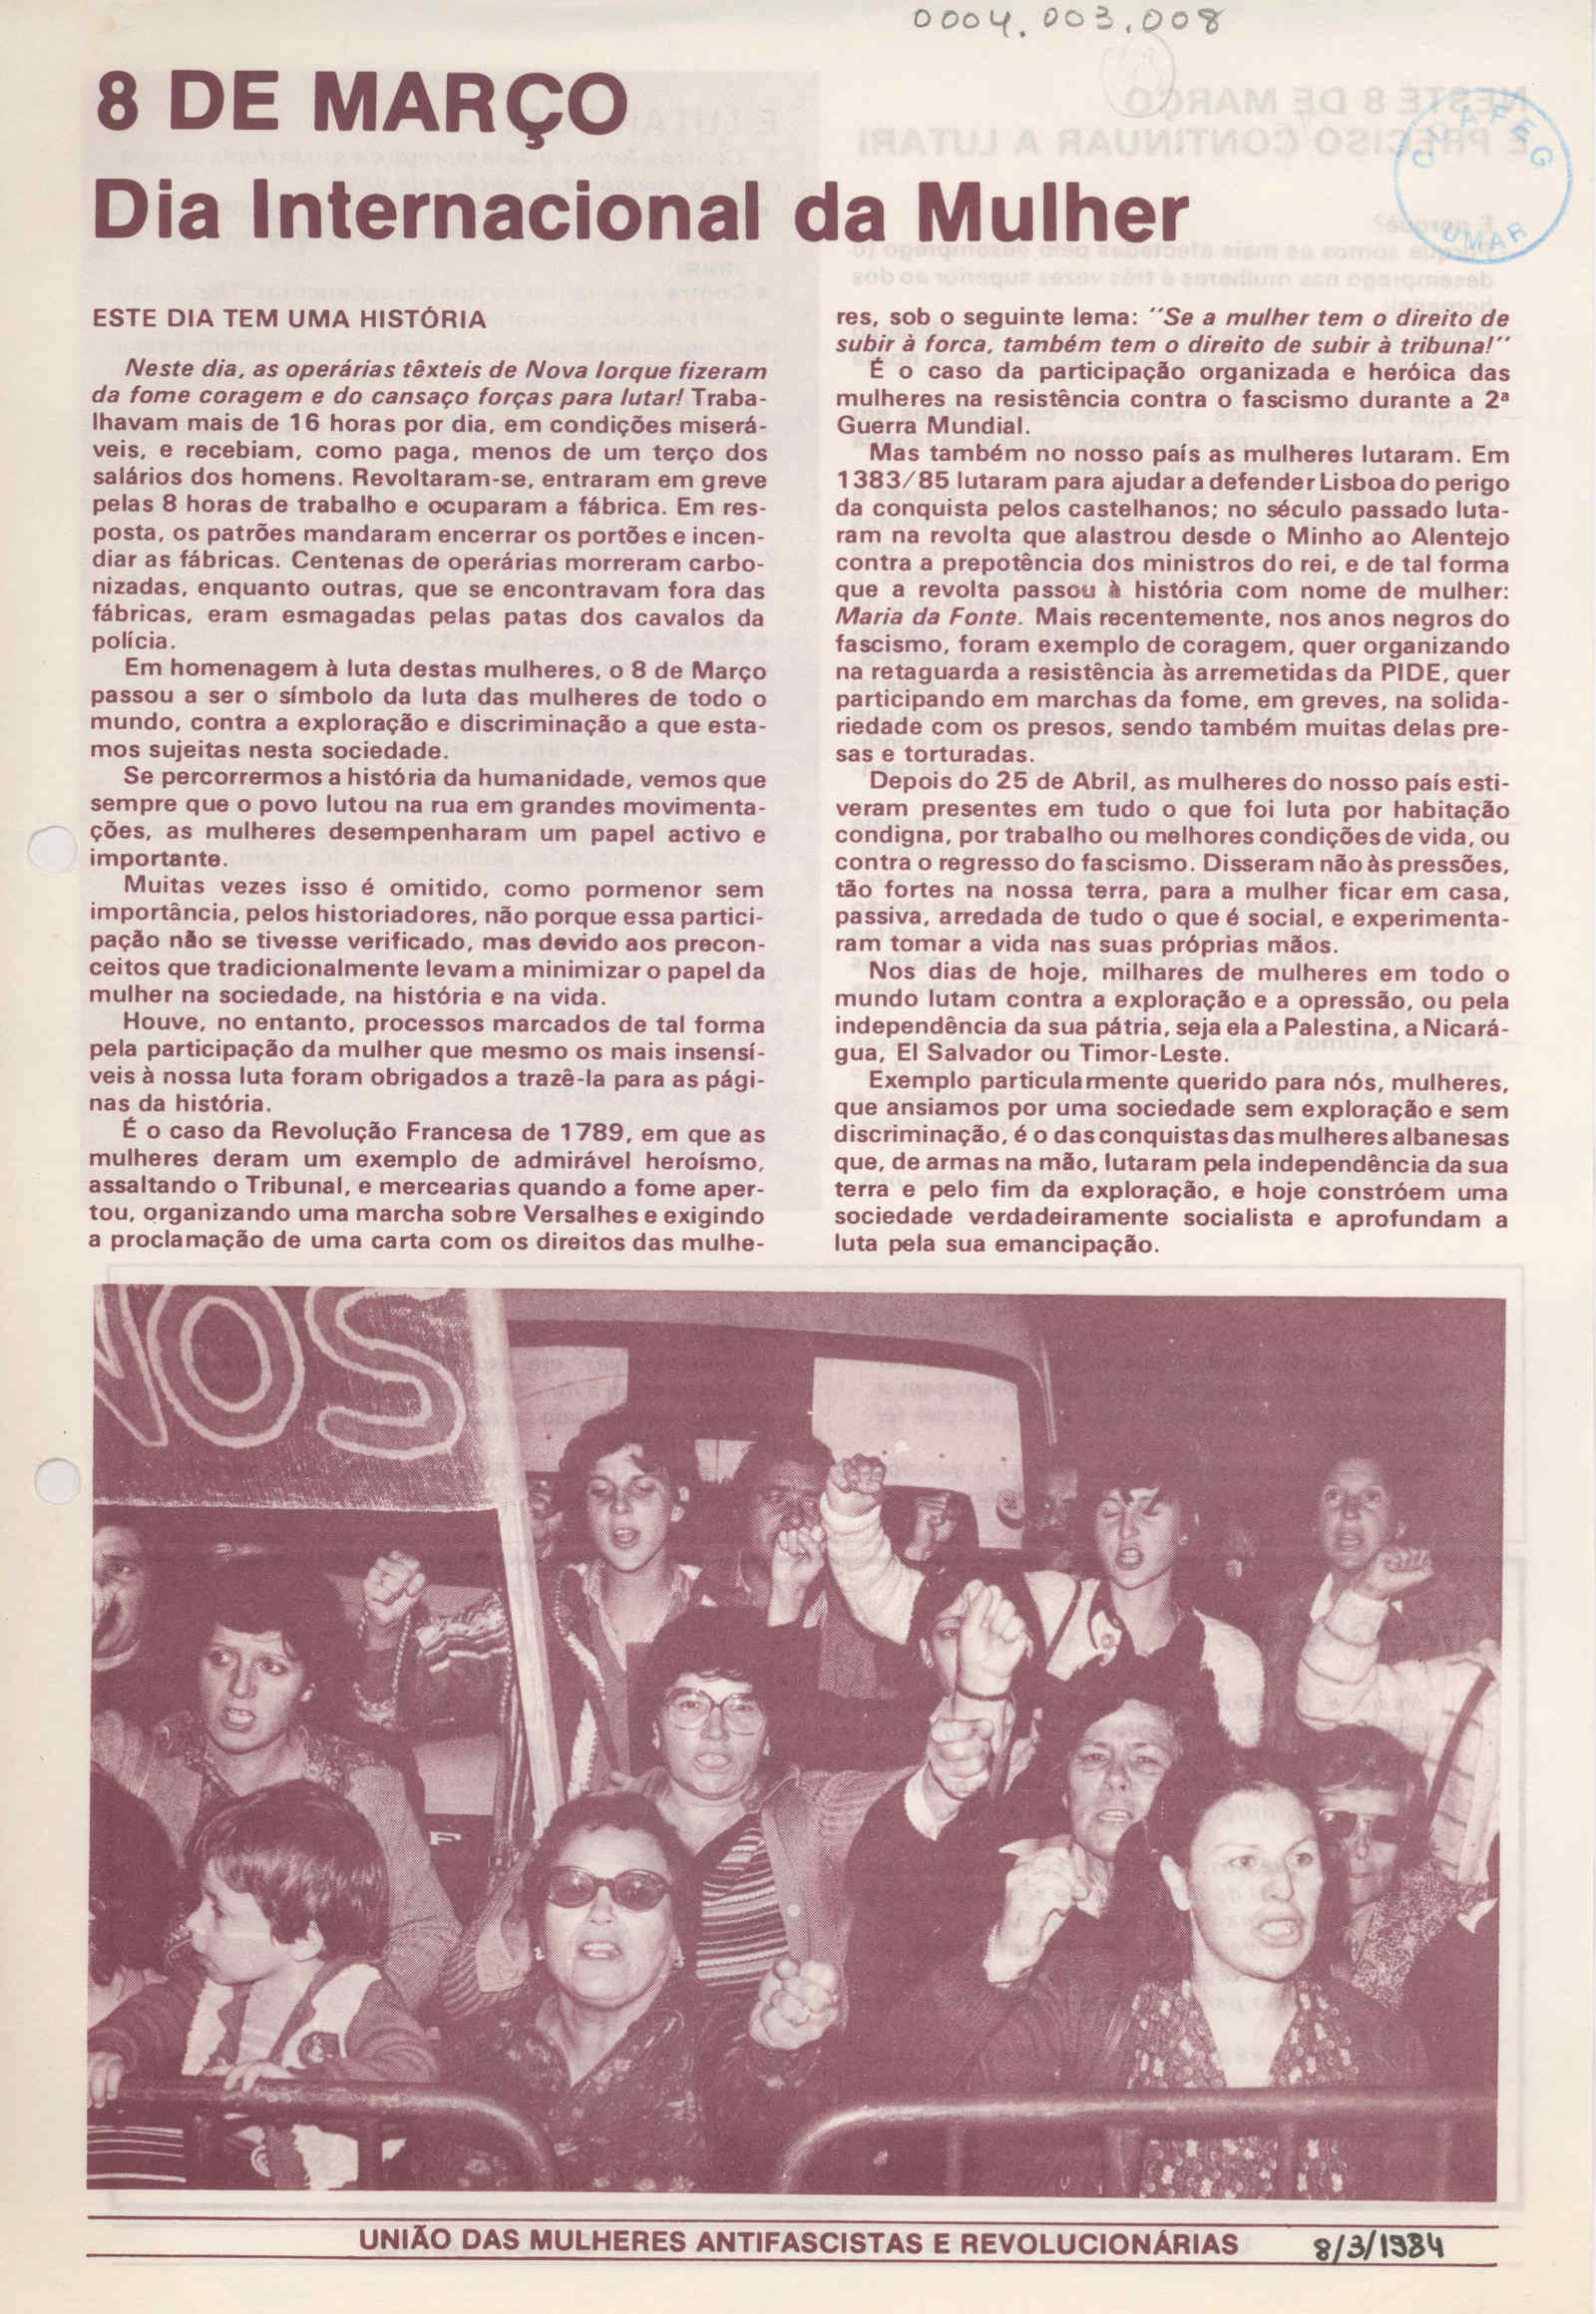 0004.003.008
8 DE MARÇO
Dia Internacional da Mulher
CDAFEG
UMAR
ESTE DIA TEM UMA HISTÓRIA
Neste dia, as operárias têxteis de Nova Iorque fizeram
da fome coragem e do cansaço forças para lutar! Traba-
lhavam mais de 16 horas por dia, em condições miserá-
veis, e recebiam, como paga, menos de um terço dos
salários dos homens. Revoltaram-se, entraram em greve
pelas 8 horas de trabalho e ocuparam a fábrica. Em res-
posta, os patrões mandaram encerrar os portões e incen-
diar as fábricas. Centenas de operárias morreram carbo-
nizadas, enquanto outras, que se encontravam fora das
fábricas, eram esmagadas pelas patas dos cavalos da
polícia.
Em homenagem à luta destas mulheres, o 8 de Março
passou a ser o símbolo da luta das mulheres de todo o
mundo, contra a exploração e discriminação a que esta-
mos sujeitas nesta sociedade.
Se percorrermos a história da humanidade, vemos que
sempre que o povo lutou na rua em grandes movimenta-
ções, as mulheres desempenharam um papel activo e
importante.
Muitas vezes isso é omitido, como pormenor sem
importância, pelos historiadores, não porque essa partici-
pação não se tivesse verificado, mas devido aos precon-
ceitos que tradicionalmente levam a minimizar o papel da
mulher na sociedade, na história e na vida.
Houve, no entanto, processos marcados de tal forma
pela participação da mulher que mesmo os mais insensí-
veis à nossa luta foram obrigados a trazê-la para as pági-
nas da história.
É o caso da Revolução Francesa de 1789, em que as
mulheres deram um exemplo de admirável heroísmo,
assaltando o Tribunal, e mercearias quando a fome aper-
tou, organizando uma marcha sobre Versalhes e exigindo
a proclamação de uma carta com os direitos das mulhe-
res, sob o seguinte lema: "Se a mulher tem o direito de
subir à forca, também tem o direito de subir à tribuna!"
É o caso da participação organizada e heróica das
mulheres na resistência contra o fascismo durante a 2ª
Guerra Mundial.
Mas também no nosso país as mulheres lutaram. Em
1383/85 lutaram para ajudar a defender Lisboa do perigo
da conquista pelos castelhanos; no século passado luta-
ram na revolta que alastrou desde o Minho ao Alentejo
contra a prepotência dos ministros do rei, e de tal forma
que a revolta passou à história com nome de mulher:
Maria da Fonte. Mais recentemente, nos anos negros do
fascismo, foram exemplo de coragem, quer organizando
na retaguarda a resistência às arremetidas da PIDE, quer
participando em marchas da fome, em greves, na solida-
riedade com os presos, sendo também muitas delas pre-
sas e torturadas.
Depois do 25 de Abril, as mulheres do nosso país esti-
veram presentes em tudo o que foi luta por habitação
condigna, por trabalho ou melhores condições de vida, ou
contra o regresso do fascismo. Disseram não às pressões,
tão fortes na nossa terra, para a mulher ficar em casa,
passiva, arredada de tudo o que é social, e experimenta-
ram tomar a vida nas suas próprias mãos.
Nos dias de hoje, milhares de mulheres em todo o
mundo lutam contra a exploração e a opressão, ou pela
independência da sua pátria, seja ela a Palestina, a Nicará-
gua, El Salvador ou Timor-Leste.
Exemplo particularmente querido para nós, mulheres,
que ansiamos por uma sociedade sem exploração e sem
discriminação, é o das conquistas das mulheres albanesas
que, de armas na mão, lutaram pela independência da sua
terra e pelo fim da exploração, e hoje constróem uma
sociedade verdadeiramente socialista e aprofundam a
luta pela sua emancipação.
NOS
UNIÃO DAS MULHERES ANTIFASCISTAS E REVOLUCIONÁRIAS
8/3/1984